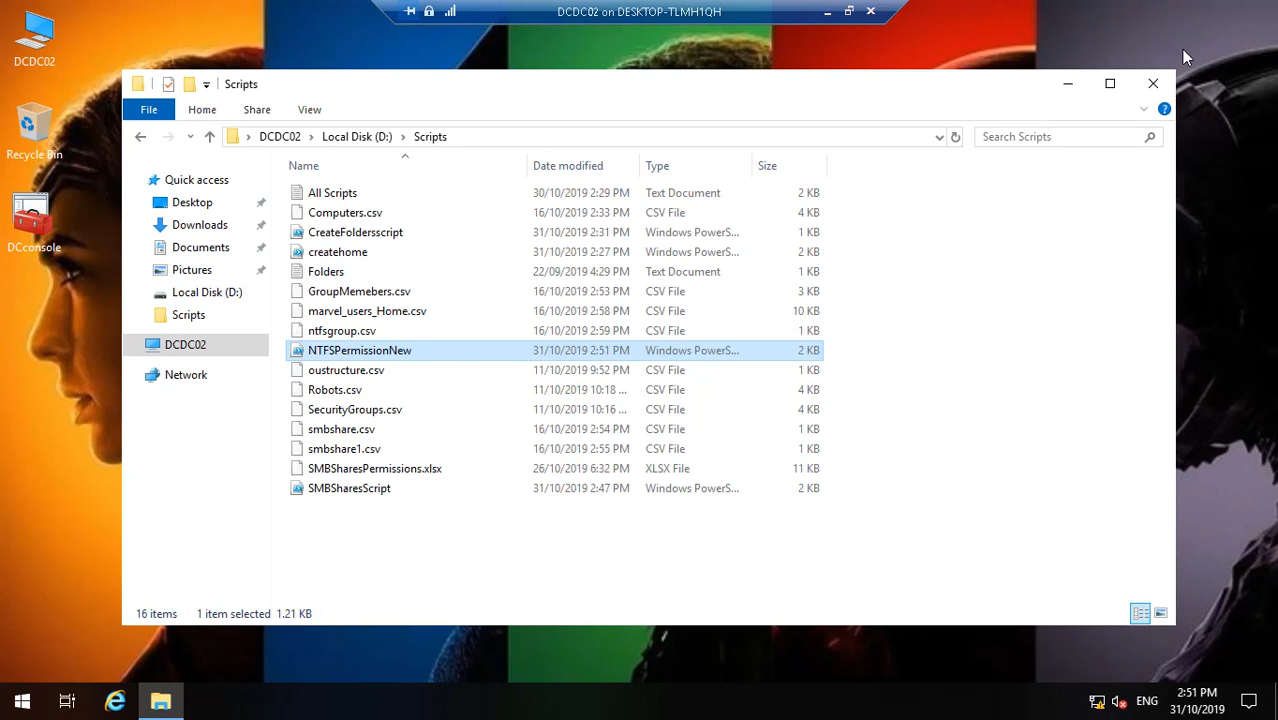 DCDC02 on DESKTOP-TLMH1QH
DCDC02
Recycle Bin
DCconsole
Scripts
File Home Share View
DCDC02 Local Disk (D:) Scripts
Search Scripts
Quick access
Desktop
Downloads
Documents
Pictures
Local Disk (D:)
Scripts
DCDC02
Network
Name Date modified Type Size
All Scripts 30/10/2019 2:29 PM Text Document 2 KB
Computers.csv 16/10/2019 2:33 PM CSV File 4 KB
CreateFoldersscript 31/10/2019 2:31 PM Windows PowerS... 1 KB
createhome 31/10/2019 2:27 PM Windows PowerS... 2 KB
Folders 22/09/2019 4:29 PM Text Document 1 KB
GroupMemebers.csv 16/10/2019 2:53 PM CSV File 3 KB
marvel_users_Home.csv 16/10/2019 2:58 PM CSV File 10 KB
ntfsgroup.csv 16/10/2019 2:59 PM CSV File 1 KB
NTFSPermissionNew 31/10/2019 2:51 PM Windows PowerS... 2 KB
oustructure.csv 11/10/2019 9:52 PM CSV File 1 KB
Robots.csv 11/10/2019 10:18 ... CSV File 4 KB
SecurityGroups.csv 11/10/2019 10:16 ... CSV File 4 KB
smbshare.csv 16/10/2019 2:54 PM CSV File 1 KB
smbshare1.csv 16/10/2019 2:55 PM CSV File 1 KB
SMBSharesPermissions.xlsx 26/10/2019 6:32 PM XLSX File 11 KB
SMBSharesScript 31/10/2019 2:47 PM Windows PowerS... 2 KB
16 items 1 item selected 1.21 KB
ENG
2:51 PM
31/10/2019